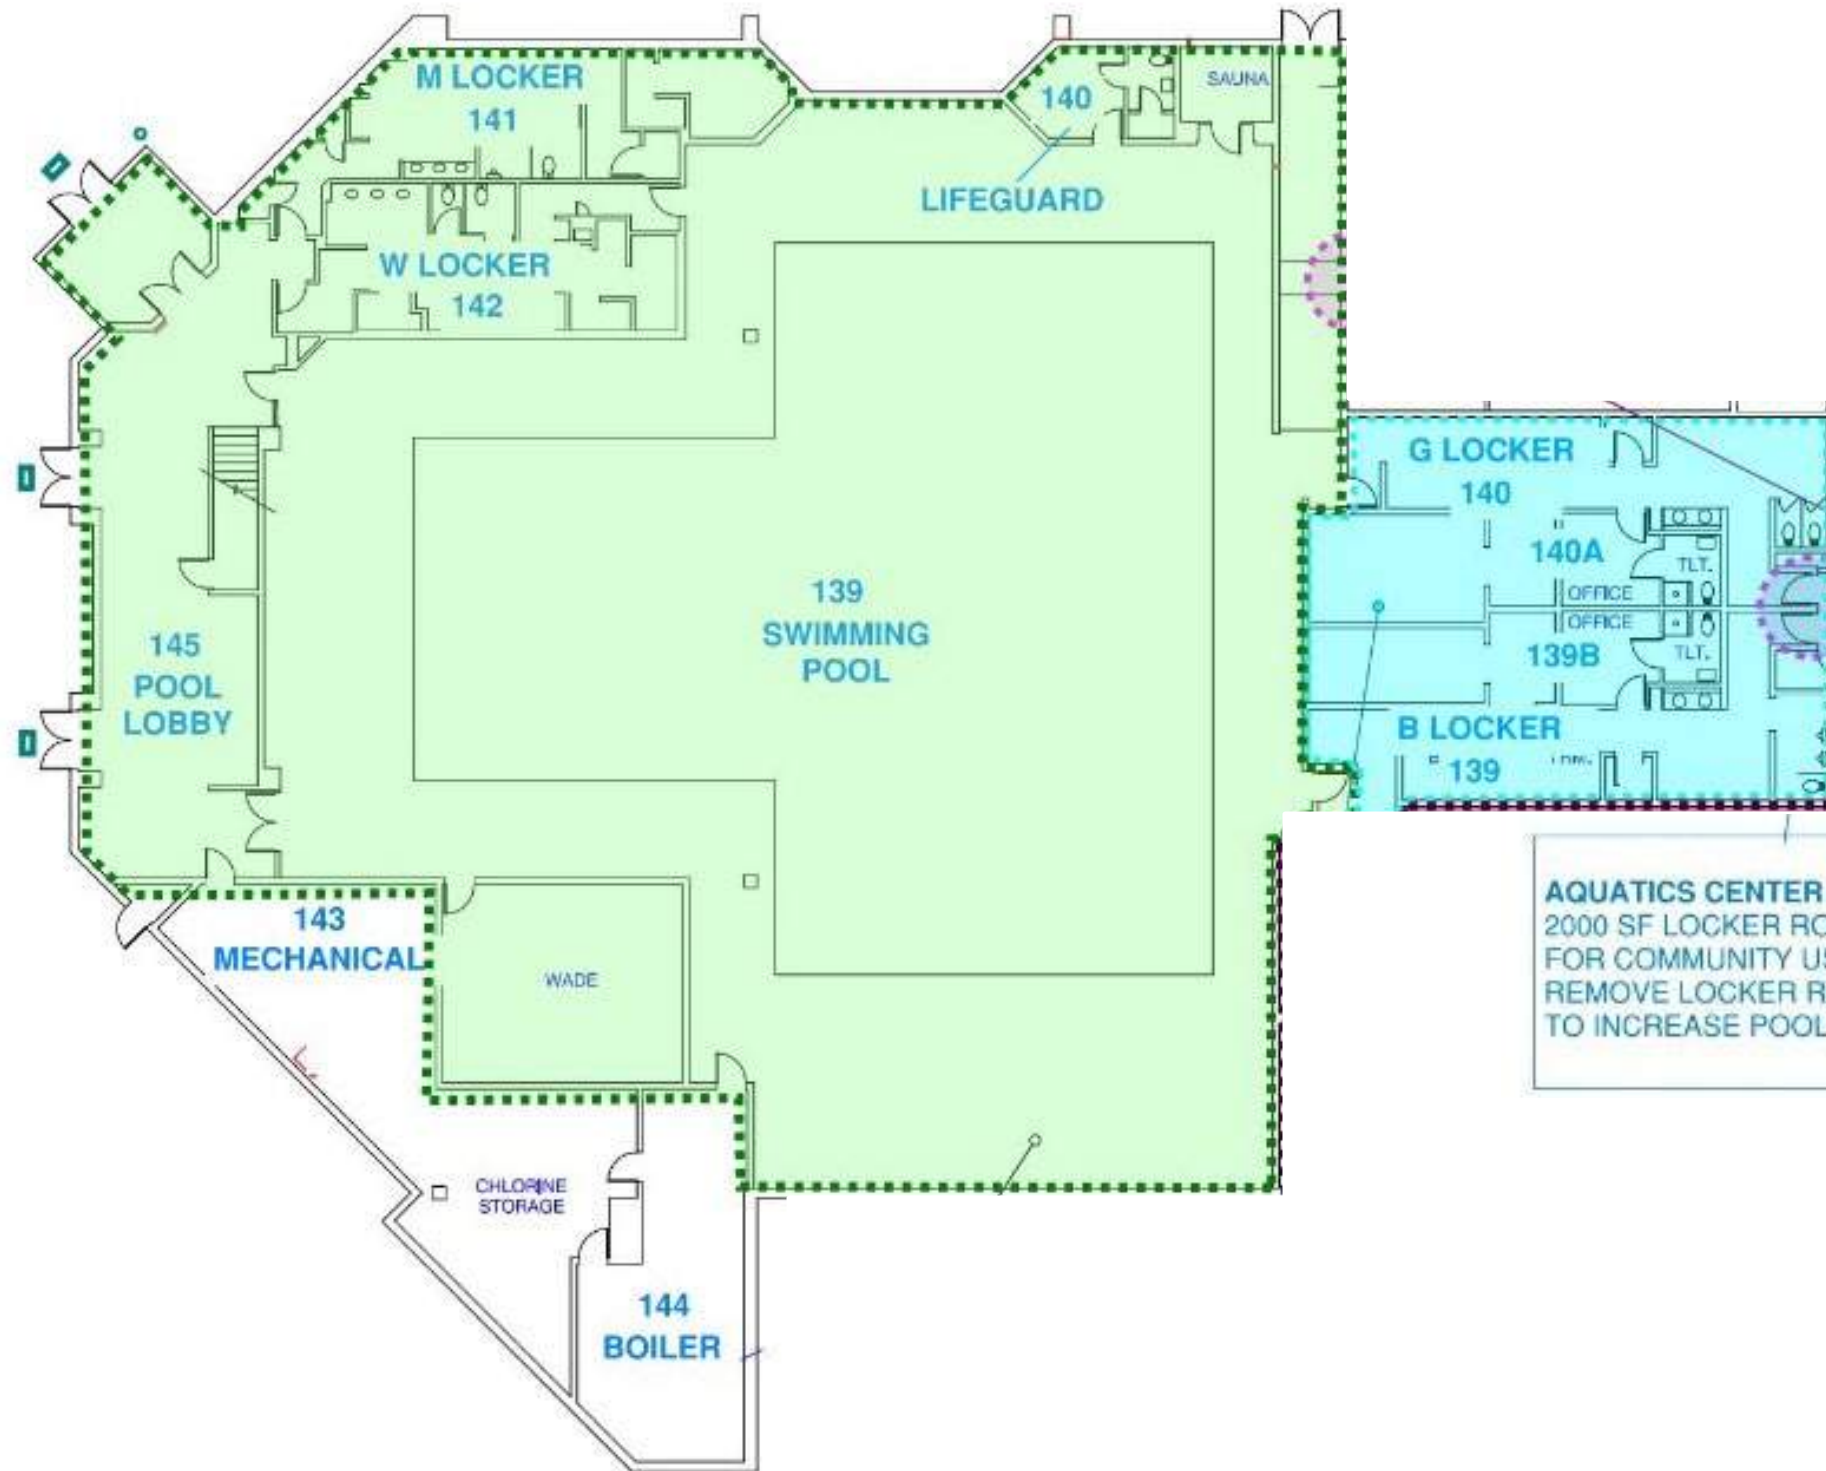 M LOCKER
141
140
SAUNA
LIFEGUARD
W LOCKER
142
G LOCKER
140
140A
TLT.
OFFICE
OFFICE
139B
TLT.
B LOCKER
139
139
SWIMMING
POOL
145
POOL
LOBBY
143
MECHANICAL
WADE
CHLORINE
STORAGE
144
BOILER
AQUATICS CENTER
2000 SF LOCKER RO
FOR COMMUNITY US
REMOVE LOCKER R
TO INCREASE POOL